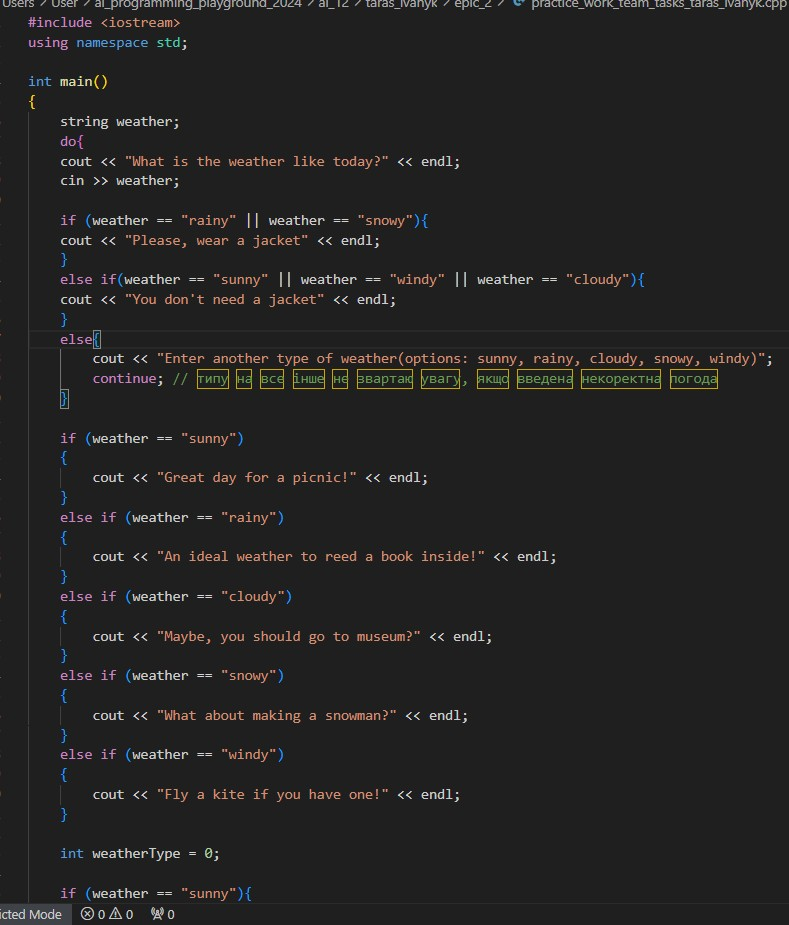 Users > User > ai_programming_playground_2024 > ai_12 > taras_ivanyk > epic_2 > practice_work_team_tasks_taras_ivanyk.cpp
#include <iostream>
using namespace std;
int main()
{
string weather;
do{
cout << "What is the weather like today?" << endl;
cin >> weather;
if (weather == "rainy" || weather == "snowy"){
cout << "Please, wear a jacket" << endl;
}
else if(weather == "sunny" || weather == "windy" || weather == "cloudy"){
cout << "You don't need a jacket" << endl;
}
else{
cout << "Enter another type of weather(options: sunny, rainy, cloudy, snowy, windy)";
continue; // типу на все інше не звертаю увагу, якщо введена некоректна погода
}
if (weather == "sunny")
{
cout << "Great day for a picnic!" << endl;
}
else if (weather == "rainy")
{
cout << "An ideal weather to reed a book inside!" << endl;
}
else if (weather == "cloudy")
{
cout << "Maybe, you should go to museum?" << endl;
}
else if (weather == "snowy")
{
cout << "What about making a snowman?" << endl;
}
else if (weather == "windy")
{
cout << "Fly a kite if you have one!" << endl;
}
int weatherType = 0;
if (weather == "sunny"){
icted Mode 0 0 0